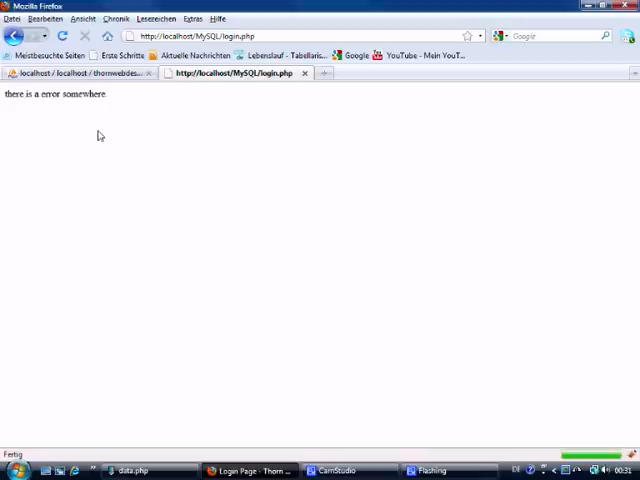 Mozilla Firefox
Datei Bearbeiten Ansicht Chronik Lesezeichen Extras Hilfe
http://localhost/MySQL/login.php
Google
Meistbesuchte Seiten Erste Schritte Aktuelle Nachrichten Lebenslauf - Tabellaris... Google YouTube - Mein YouT...
localhost / localhost / thornwebdes... http://localhost/MySQL/login.php
there is a error somewhere
Fertig
data.php Login Page - Thorn ... CamStudio Flashing DE 00:31